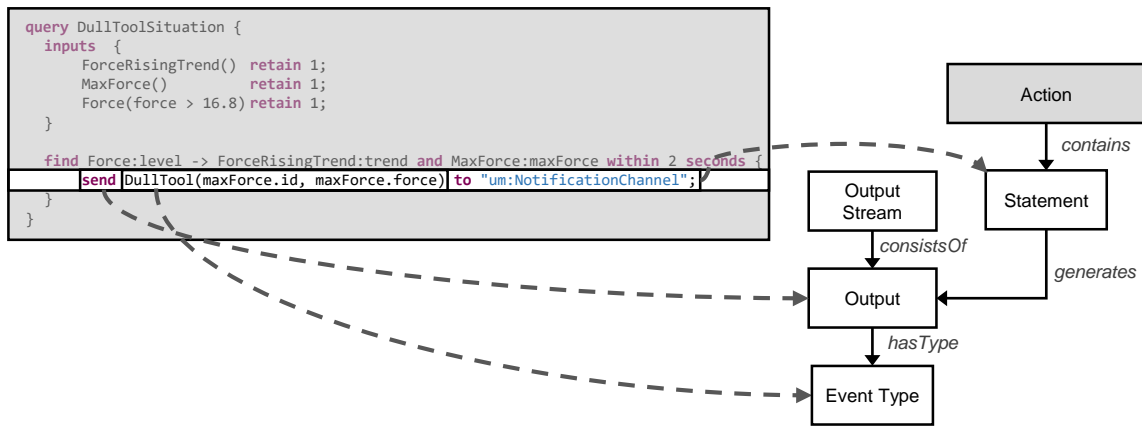 query DullToolSituation {
inputs {
ForceRisingTrend() retain 1;
MaxForce() retain 1;
Force(force > 16.8) retain 1;
}
find Force:level -> ForceRisingTrend:trend and MaxForce:maxForce within 2 seconds {
send DullTool(maxForce.id, maxForce.force) to "um:NotificationChannel";
}
}
Action
contains
Statement
Output
Stream
consistsOf
generates
Output
hasType
Event Type